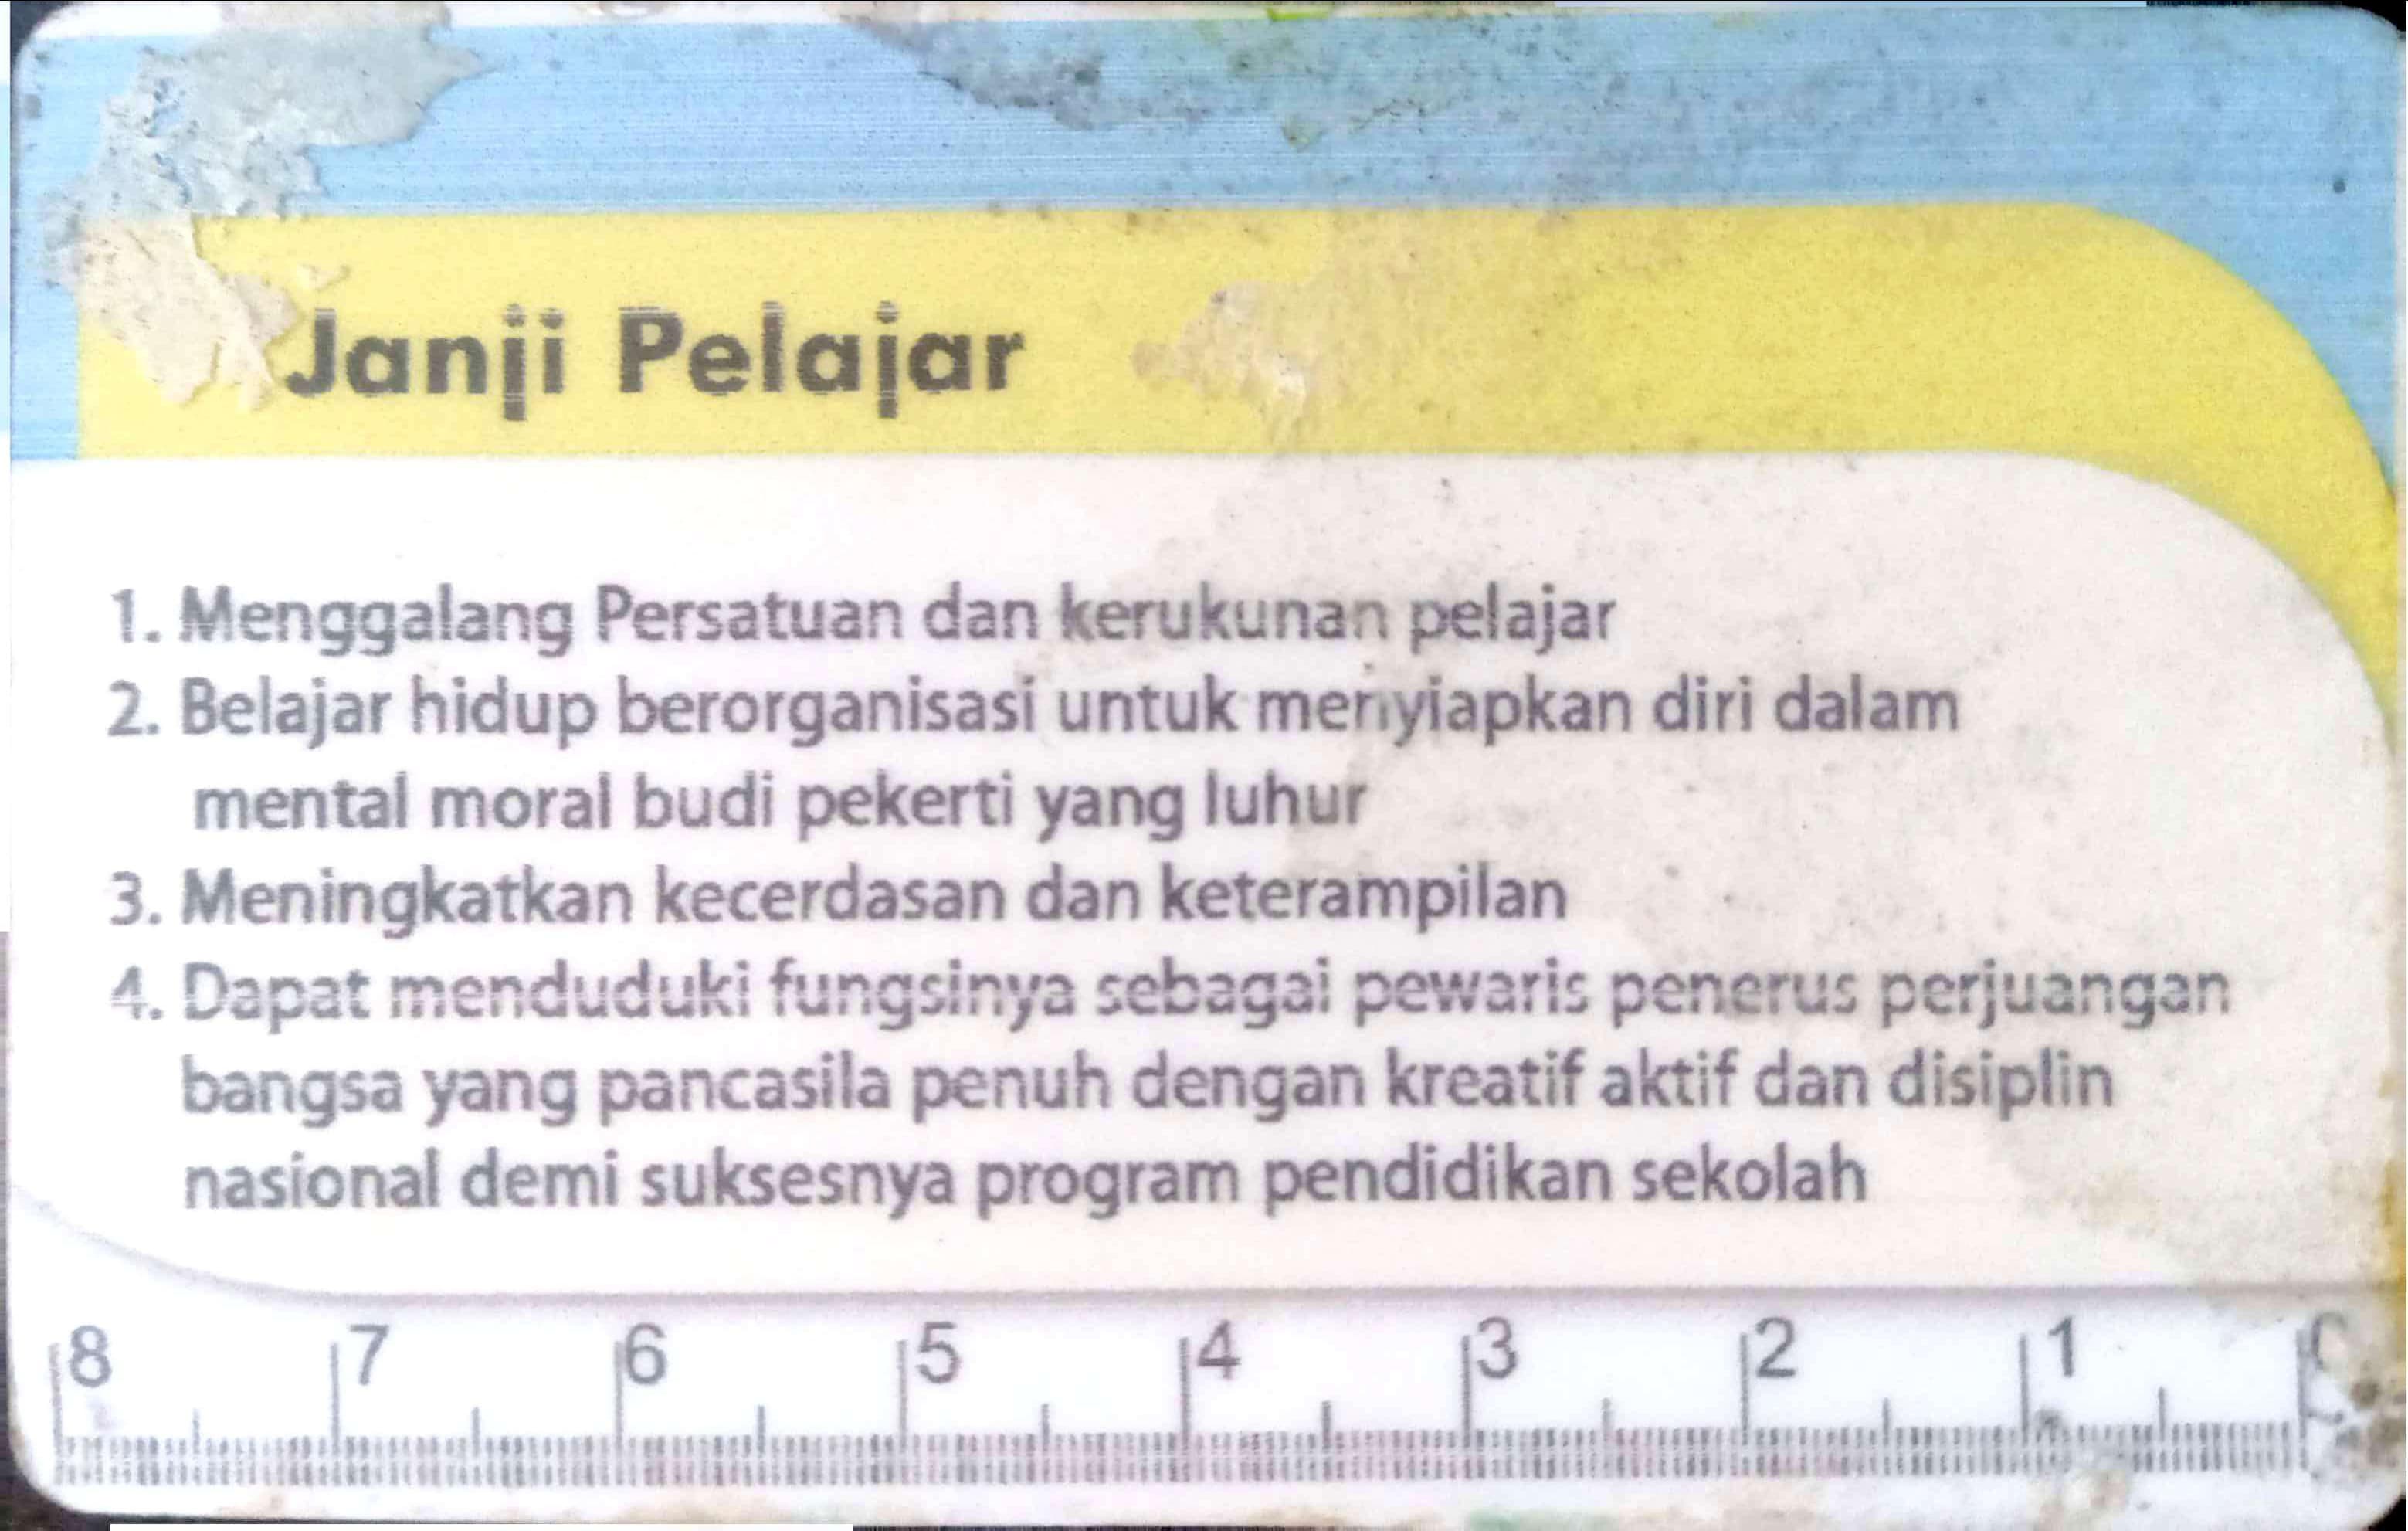 Janji Pelajar
1. Menggalang Persatuan dan kerukunan pelajar
2. Belajar hidup berorganisasi untuk menyiapkan diri dalam
mental moral budi pekerti yang luhur
3. Meningkatkan kecerdasan dan keterampilan
4. Dapat menduduki fungsinya sebagai pewaris penerus perjuangan
bangsa yang pancasila penuh dengan kreatif aktif dan disiplin
nasional demi suksesnya program pendidikan sekolah
8 7 6 5 4 3 2 1